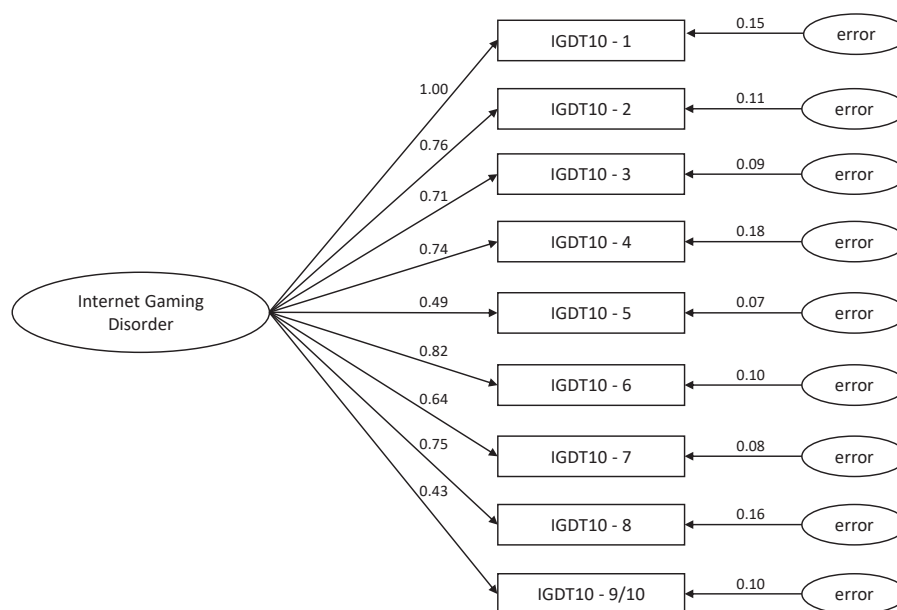 IGDT10 - 1
0.15
error
1.00
IGDT10 - 2
0.11
error
0.76
IGDT10 - 3
0.09
error
0.71
IGDT10 - 4
0.18
error
0.74
Internet Gaming
Disorder
IGDT10 - 5
0.07
error
0.49
IGDT10 - 6
0.10
error
0.82
IGDT10 - 7
0.08
error
0.64
IGDT10 - 8
0.16
error
0.75
IGDT10 - 9/10
0.10
error
0.43